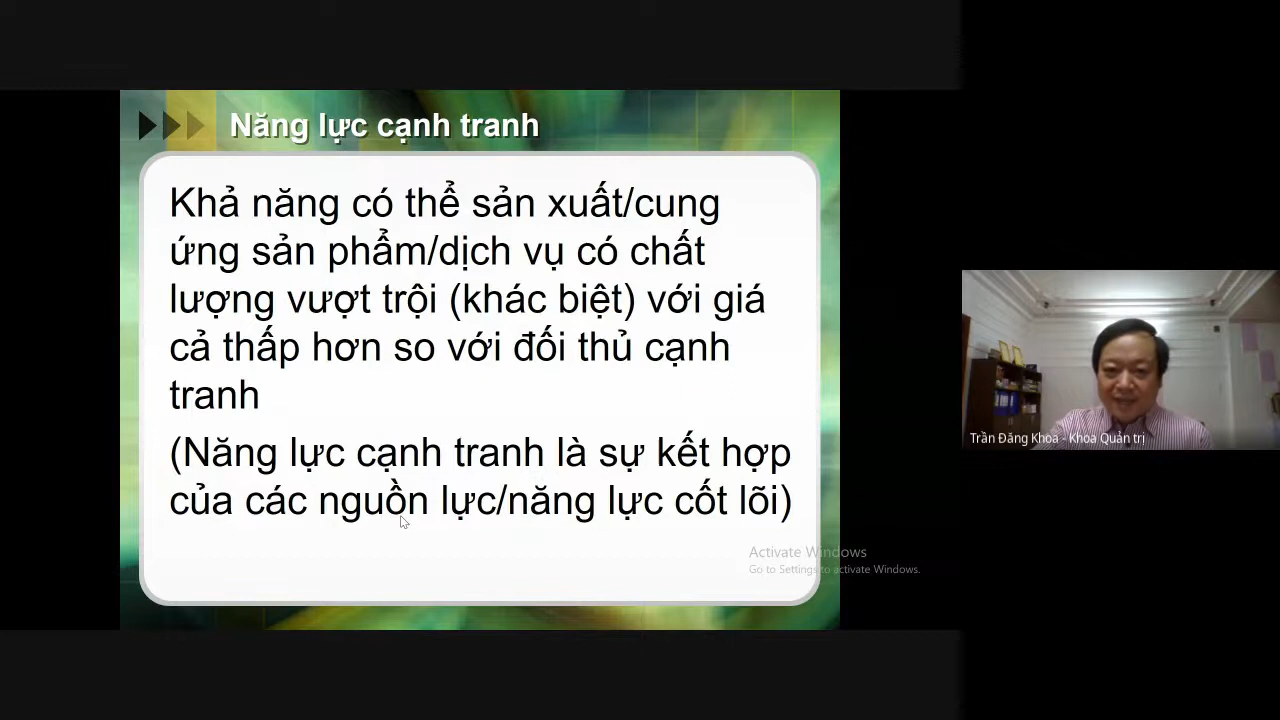 Năng lực cạnh tranh
Khả năng có thể sản xuất/cung
ứng sản phẩm/dịch vụ có chất
lượng vượt trội (khác biệt) với giá
cả thấp hơn so với đối thủ cạnh
tranh
(Năng lực cạnh tranh là sự kết hợp
của các nguồn lực/năng lực cốt lõi)
Activate Windows
Go to Settings to activate Windows.
Trần Đăng Khoa - Khoa Quản trị